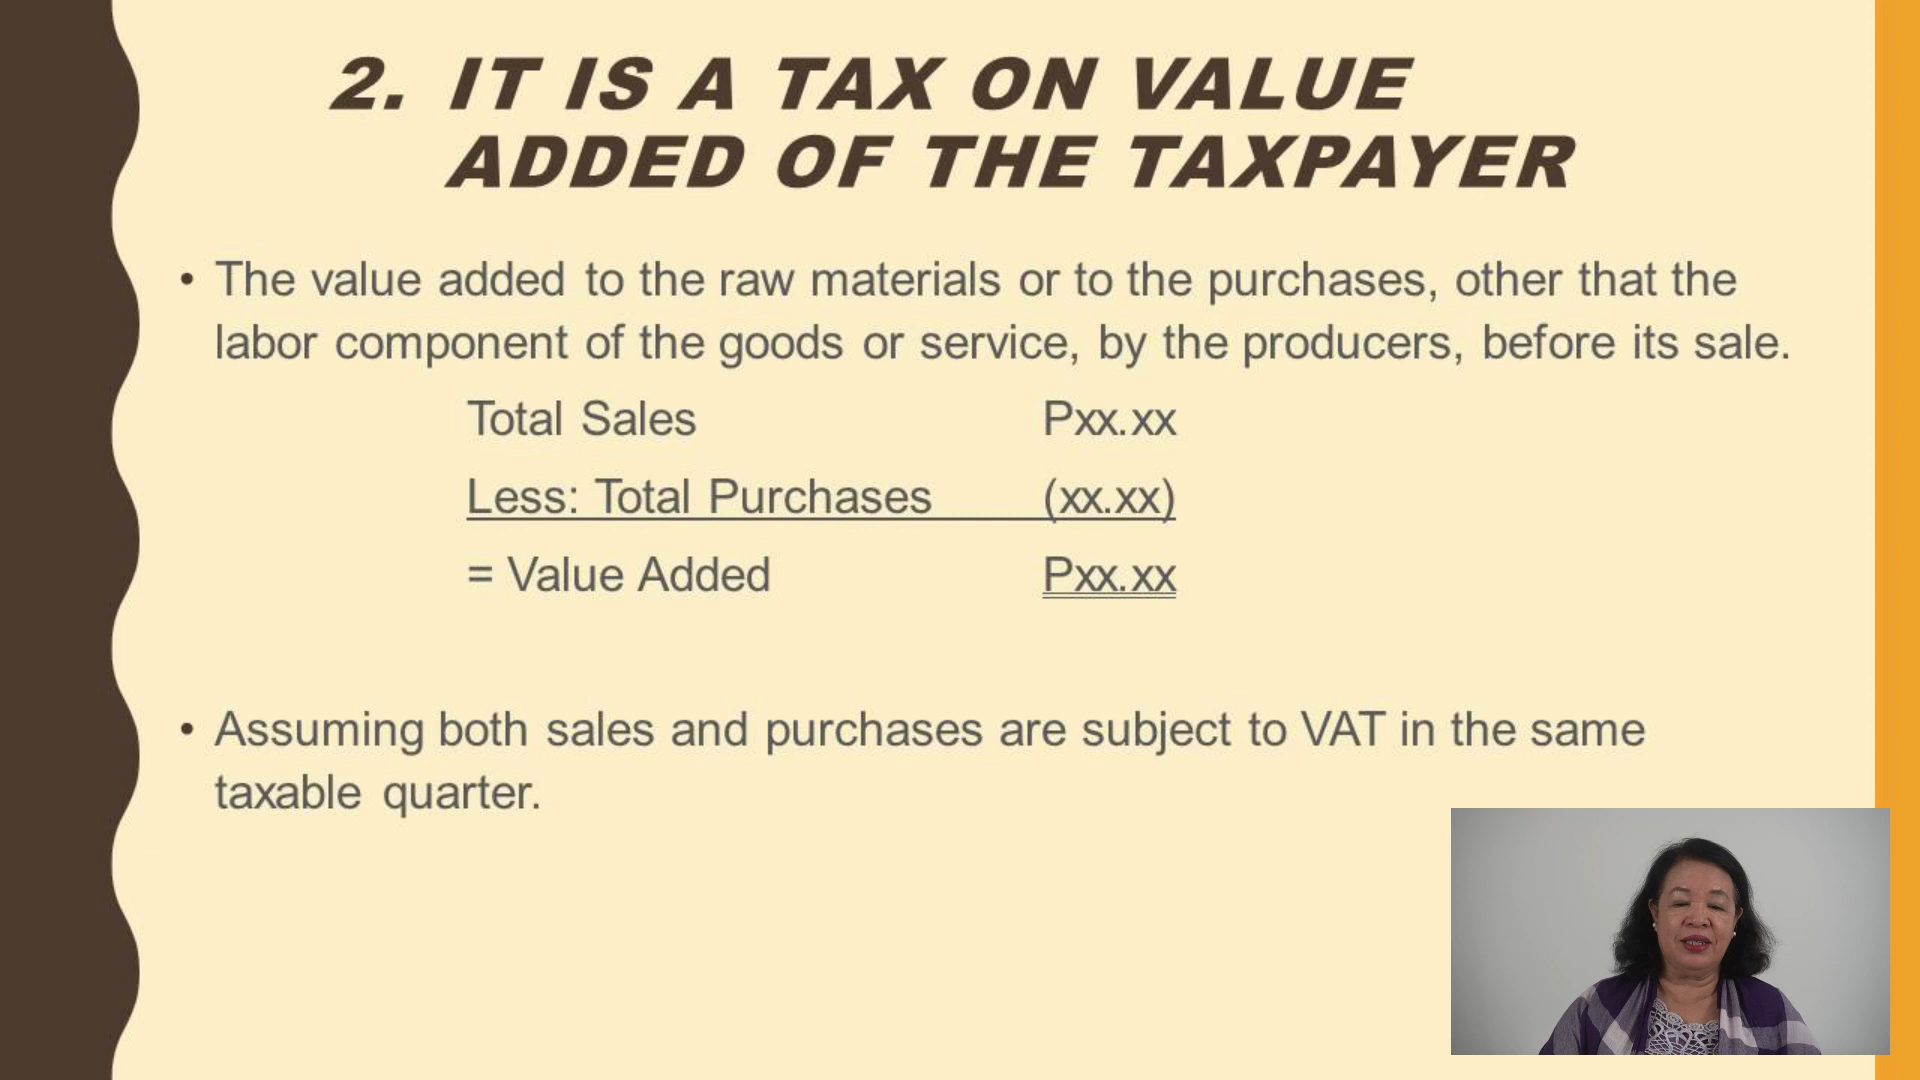 2. IT IS A TAX ON VALUE
ADDED OF THE TAXPAYER
• The value added to the raw materials or to the purchases, other that the
labor component of the goods or service, by the producers, before its sale.
Total Sales Pxx.xx
Less: Total Purchases (xx.xx)
= Value Added Pxx.xx
• Assuming both sales and purchases are subject to VAT in the same
taxable quarter.